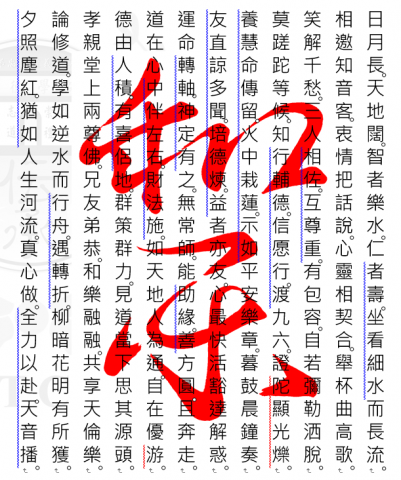 日月長。天地闊。智者樂水。仁者壽。坐看細水而長流。
相邀知音客。衷情把話說。心靈相契合。舉杯曲高歌。
笑解千愁。三人相佐。互尊重。有包容。自若彌勒洒脫。
莫蹉跎等候。知行輔德。信愿行。渡九六。證陀顯光爍。
養慧命傳留。火中栽蓮。示如平安樂章。暮鼓晨鐘奏。
友直諒多聞。培德煉。益者亦友。心最快活豁達解惑。
運命轉軸。神定有之。無常師。能助緣。善方圓。且奔走。
道在心中伴左右。財法施。如天地人為通。自在優游。
德由人積。有喜侶地。群策群力。見道當下思其源頭。
孝親堂上兩尊佛。兄友弟恭。和樂融融。共享天倫樂。
論修道。學如逆水而行舟。遇轉折。柳暗花明有所獲。
夕照塵紅。猶如人生河流。真心做。全力以赴。天音播。